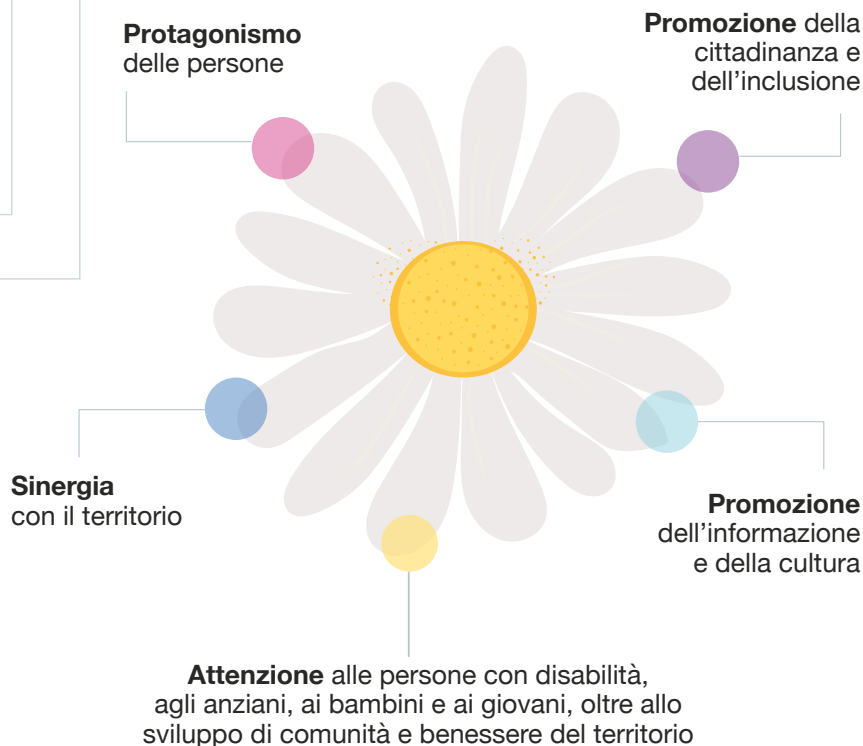 Protagonismo
delle persone
Promozione della
cittadinanza e
dell’inclusione
Sinergia
con il territorio
Promozione
dell’informazione
e della cultura
Attenzione alle persone con disabilità,
agli anziani, ai bambini e ai giovani, oltre allo
sviluppo di comunità e benessere del territorio